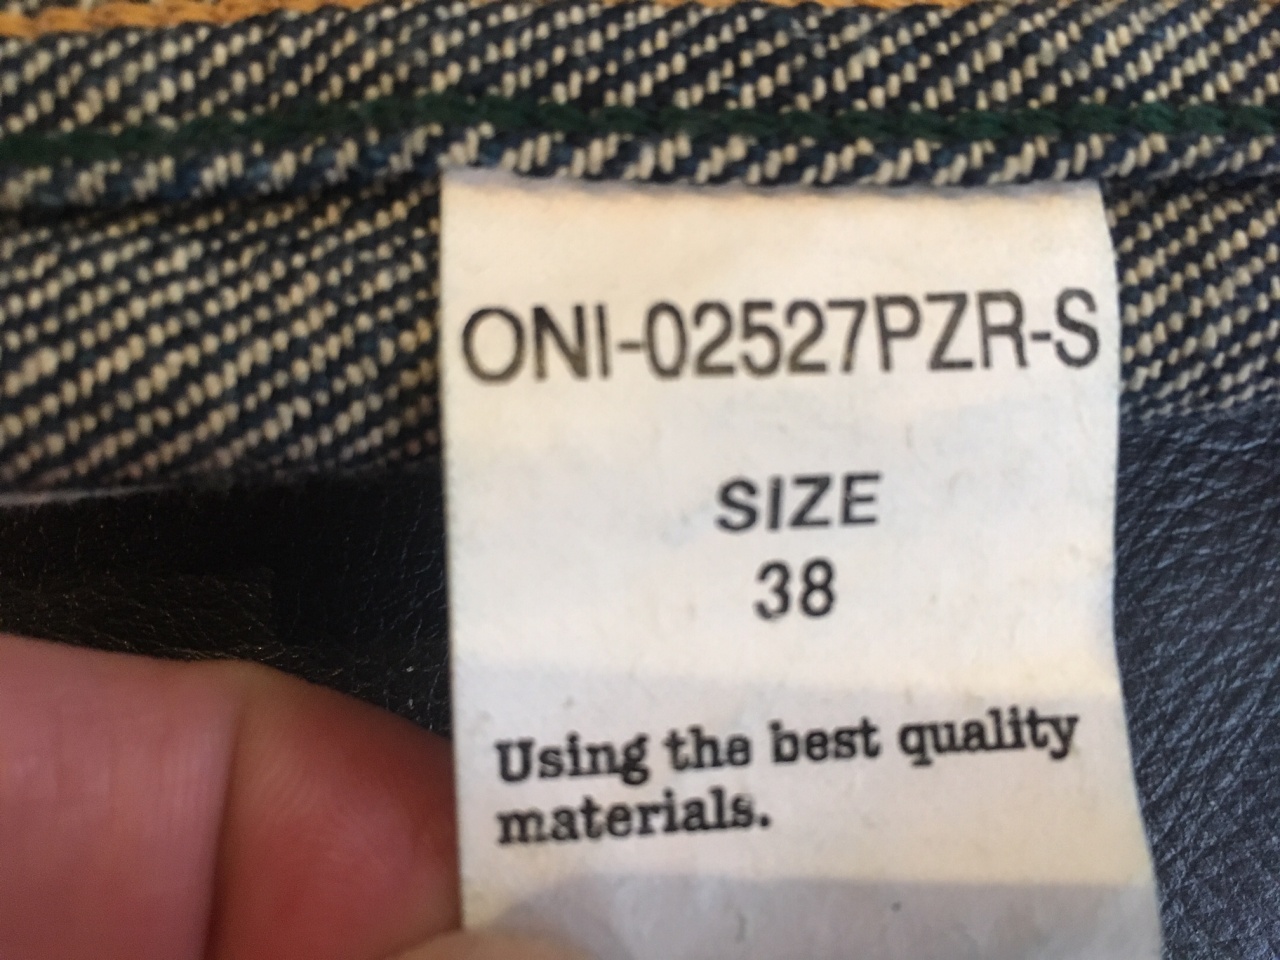 ONI-02527PZR-S
SIZE
38
Using the best quality
materials.